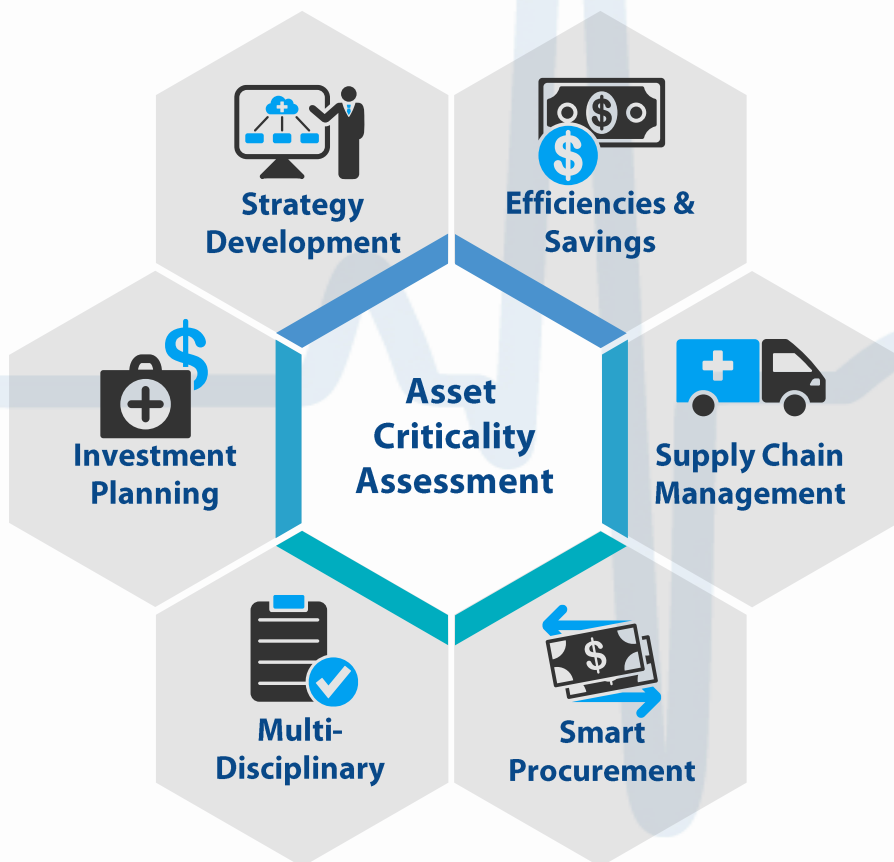 Strategy
Development
Efficiencies &
Savings
Investment
Planning
Asset
Criticality
Assessment
Supply Chain
Management
Multi-
Disciplinary
Smart
Procurement